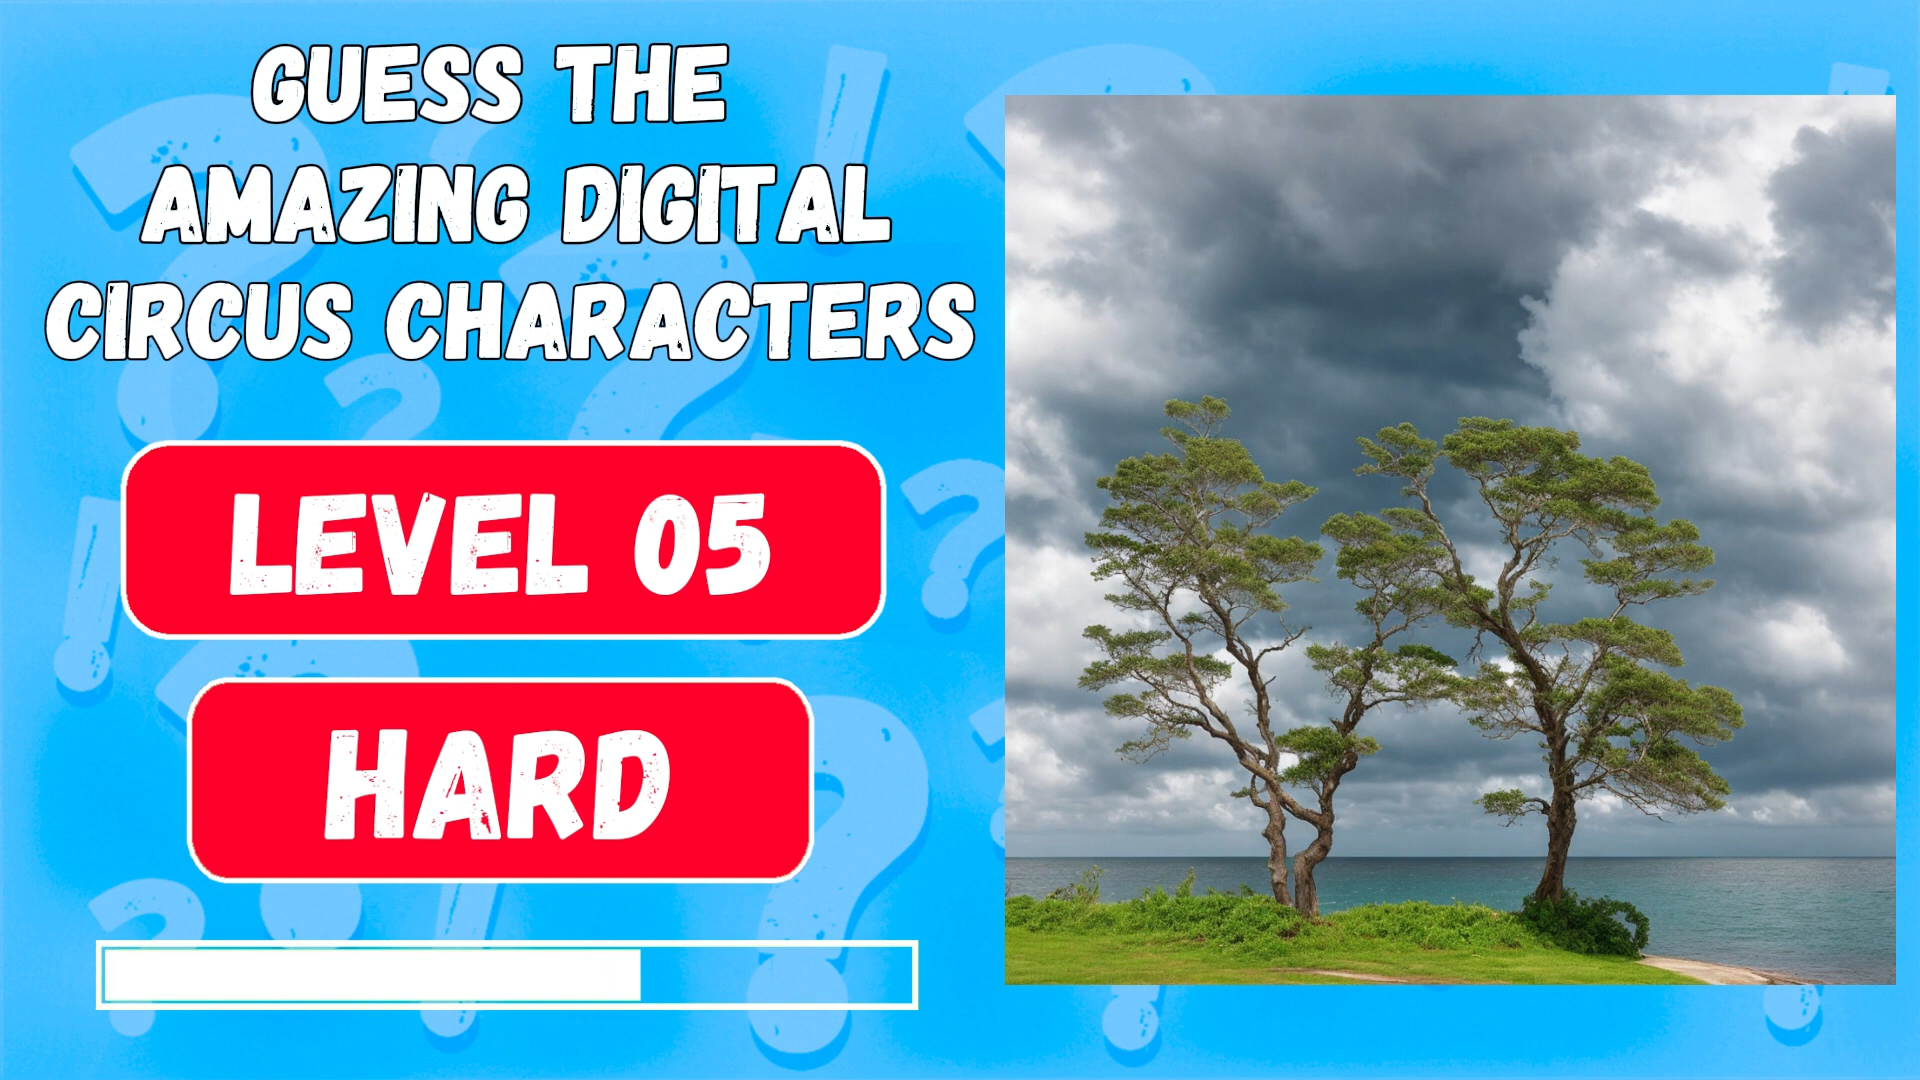 GUESS THE
AMAZING DIGITAL
CIRCUS CHARACTERS
LEVEL 05
HARD